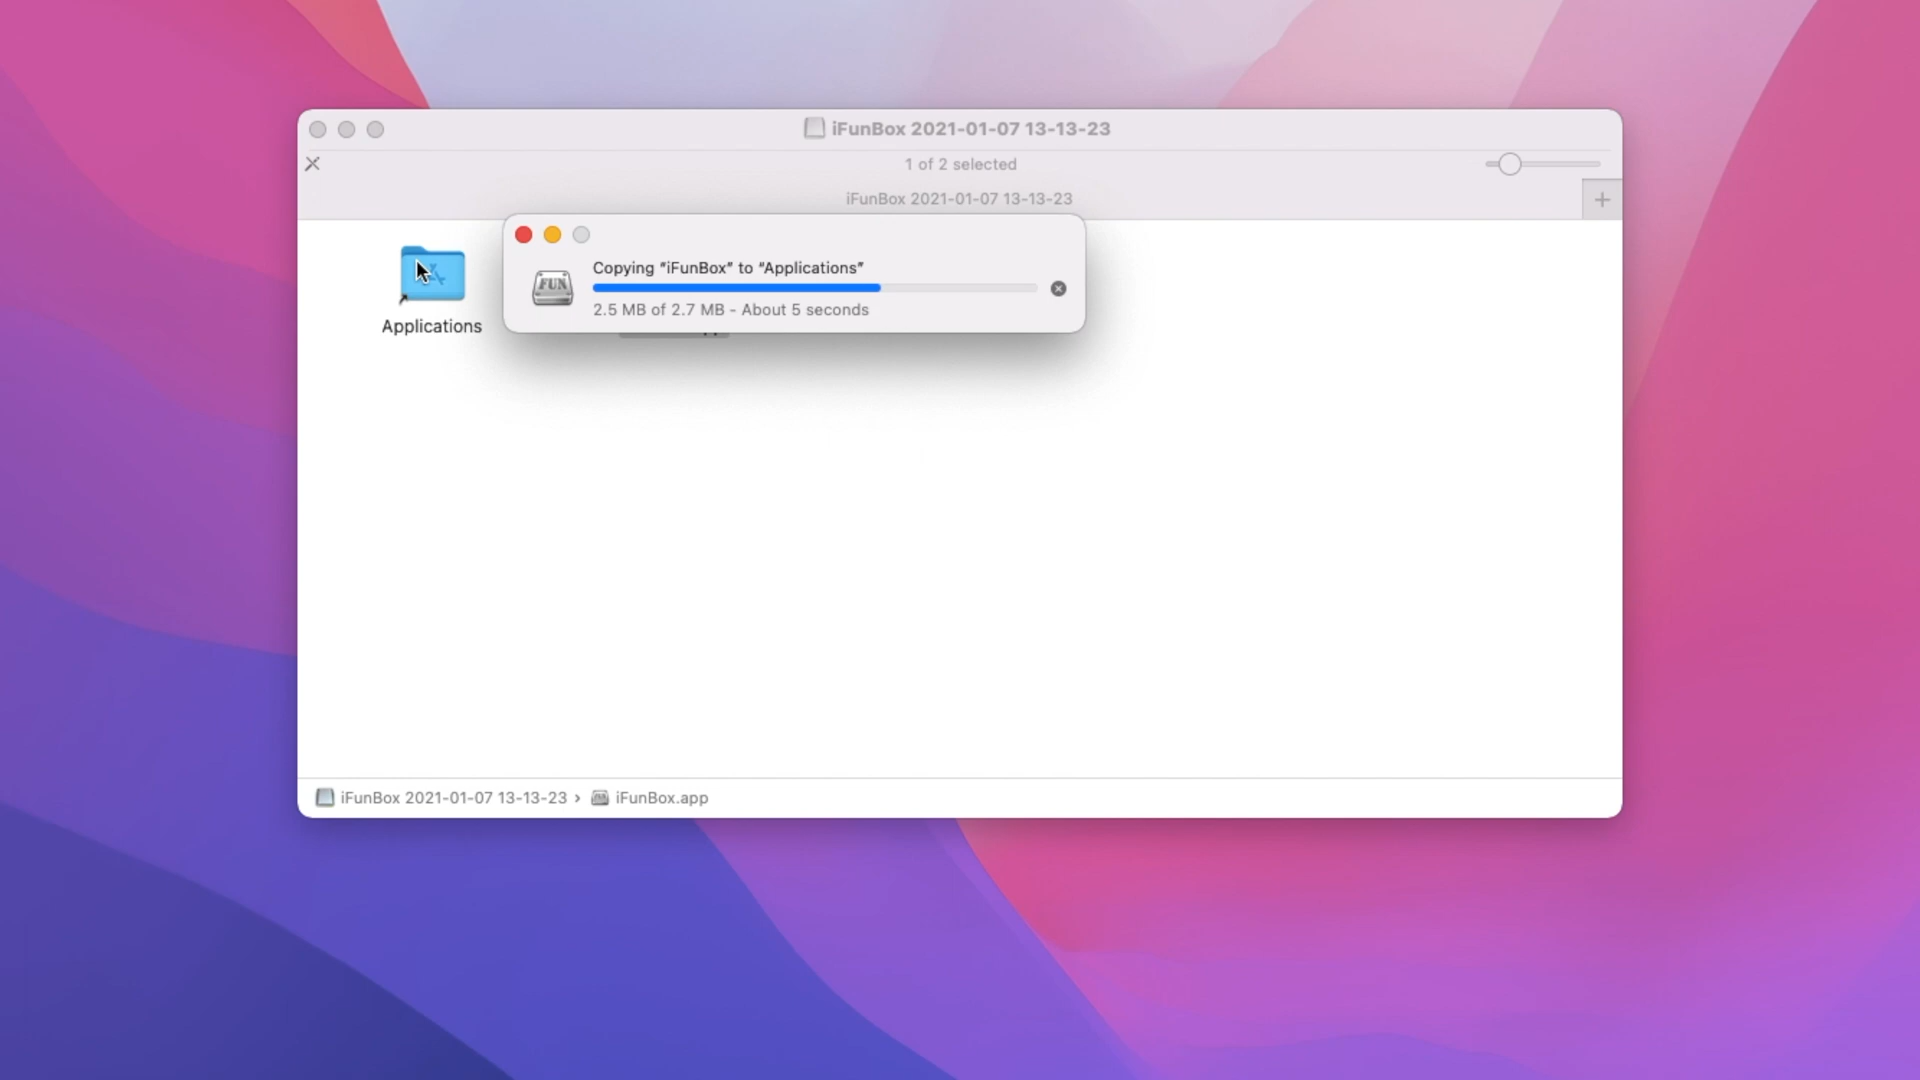 iFunBox 2021-01-07 13-13-23
1 of 2 selected
iFunBox 2021-01-07 13-13-23
Copying “iFunBox” to “Applications”
FUN
2.5 MB of 2.7 MB - About 5 seconds
Applications
iFunBox 2021-01-07 13-13-23 › iFunBox.app